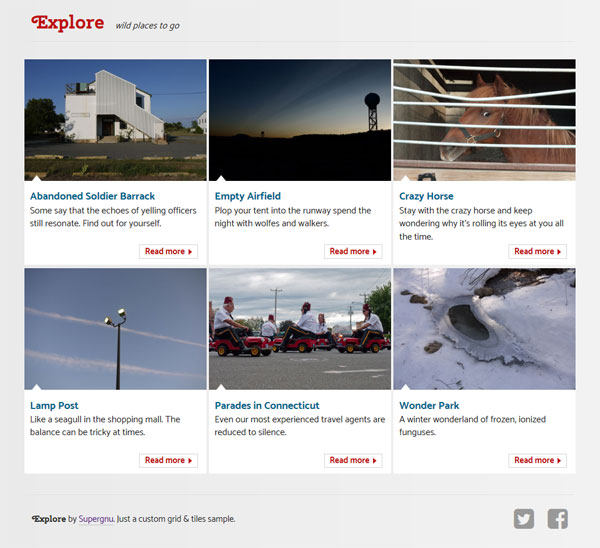 Explore wild places to go
Abandoned Soldier Barrack
Some say that the echoes of yelling officers
still resonate. Find out for yourself.
Read more
Empty Airfield
Plop your tent into the runway spend the
night with wolfes and walkers.
Read more
Crazy Horse
Stay with the crazy horse and keep
wondering why it's rolling its eyes at you all
the time.
Read more
Lamp Post
Like a seagull in the shopping mall. The
balance can be tricky at times.
Read more
Parades in Connecticut
Even our most experienced travel agents are
reduced to silence.
Read more
Wonder Park
A winter wonderland of frozen, ionized
funguses.
Read more
Explore by Supergnu. Just a custom grid & tiles sample.